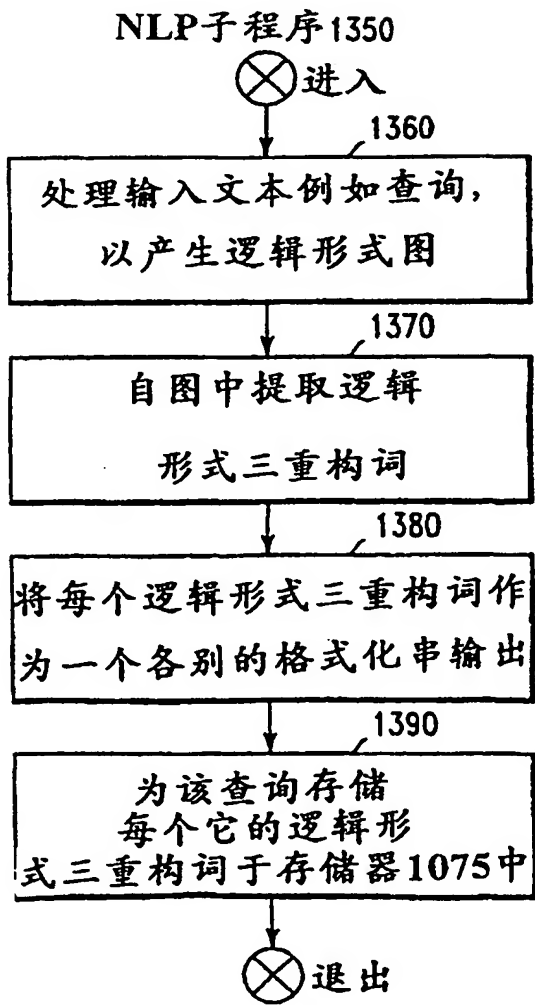 NLP子程序1350
进入
1360
处理输入文本例如查询，
以产生逻辑形式图
1370
自图中提取逻辑
形式三重构词
1380
将每个逻辑形式三重构词作
为一个各别的格式化串输出
1390
为该查询存储
每个它的逻辑形
式三重构词于存储器1075中
退出